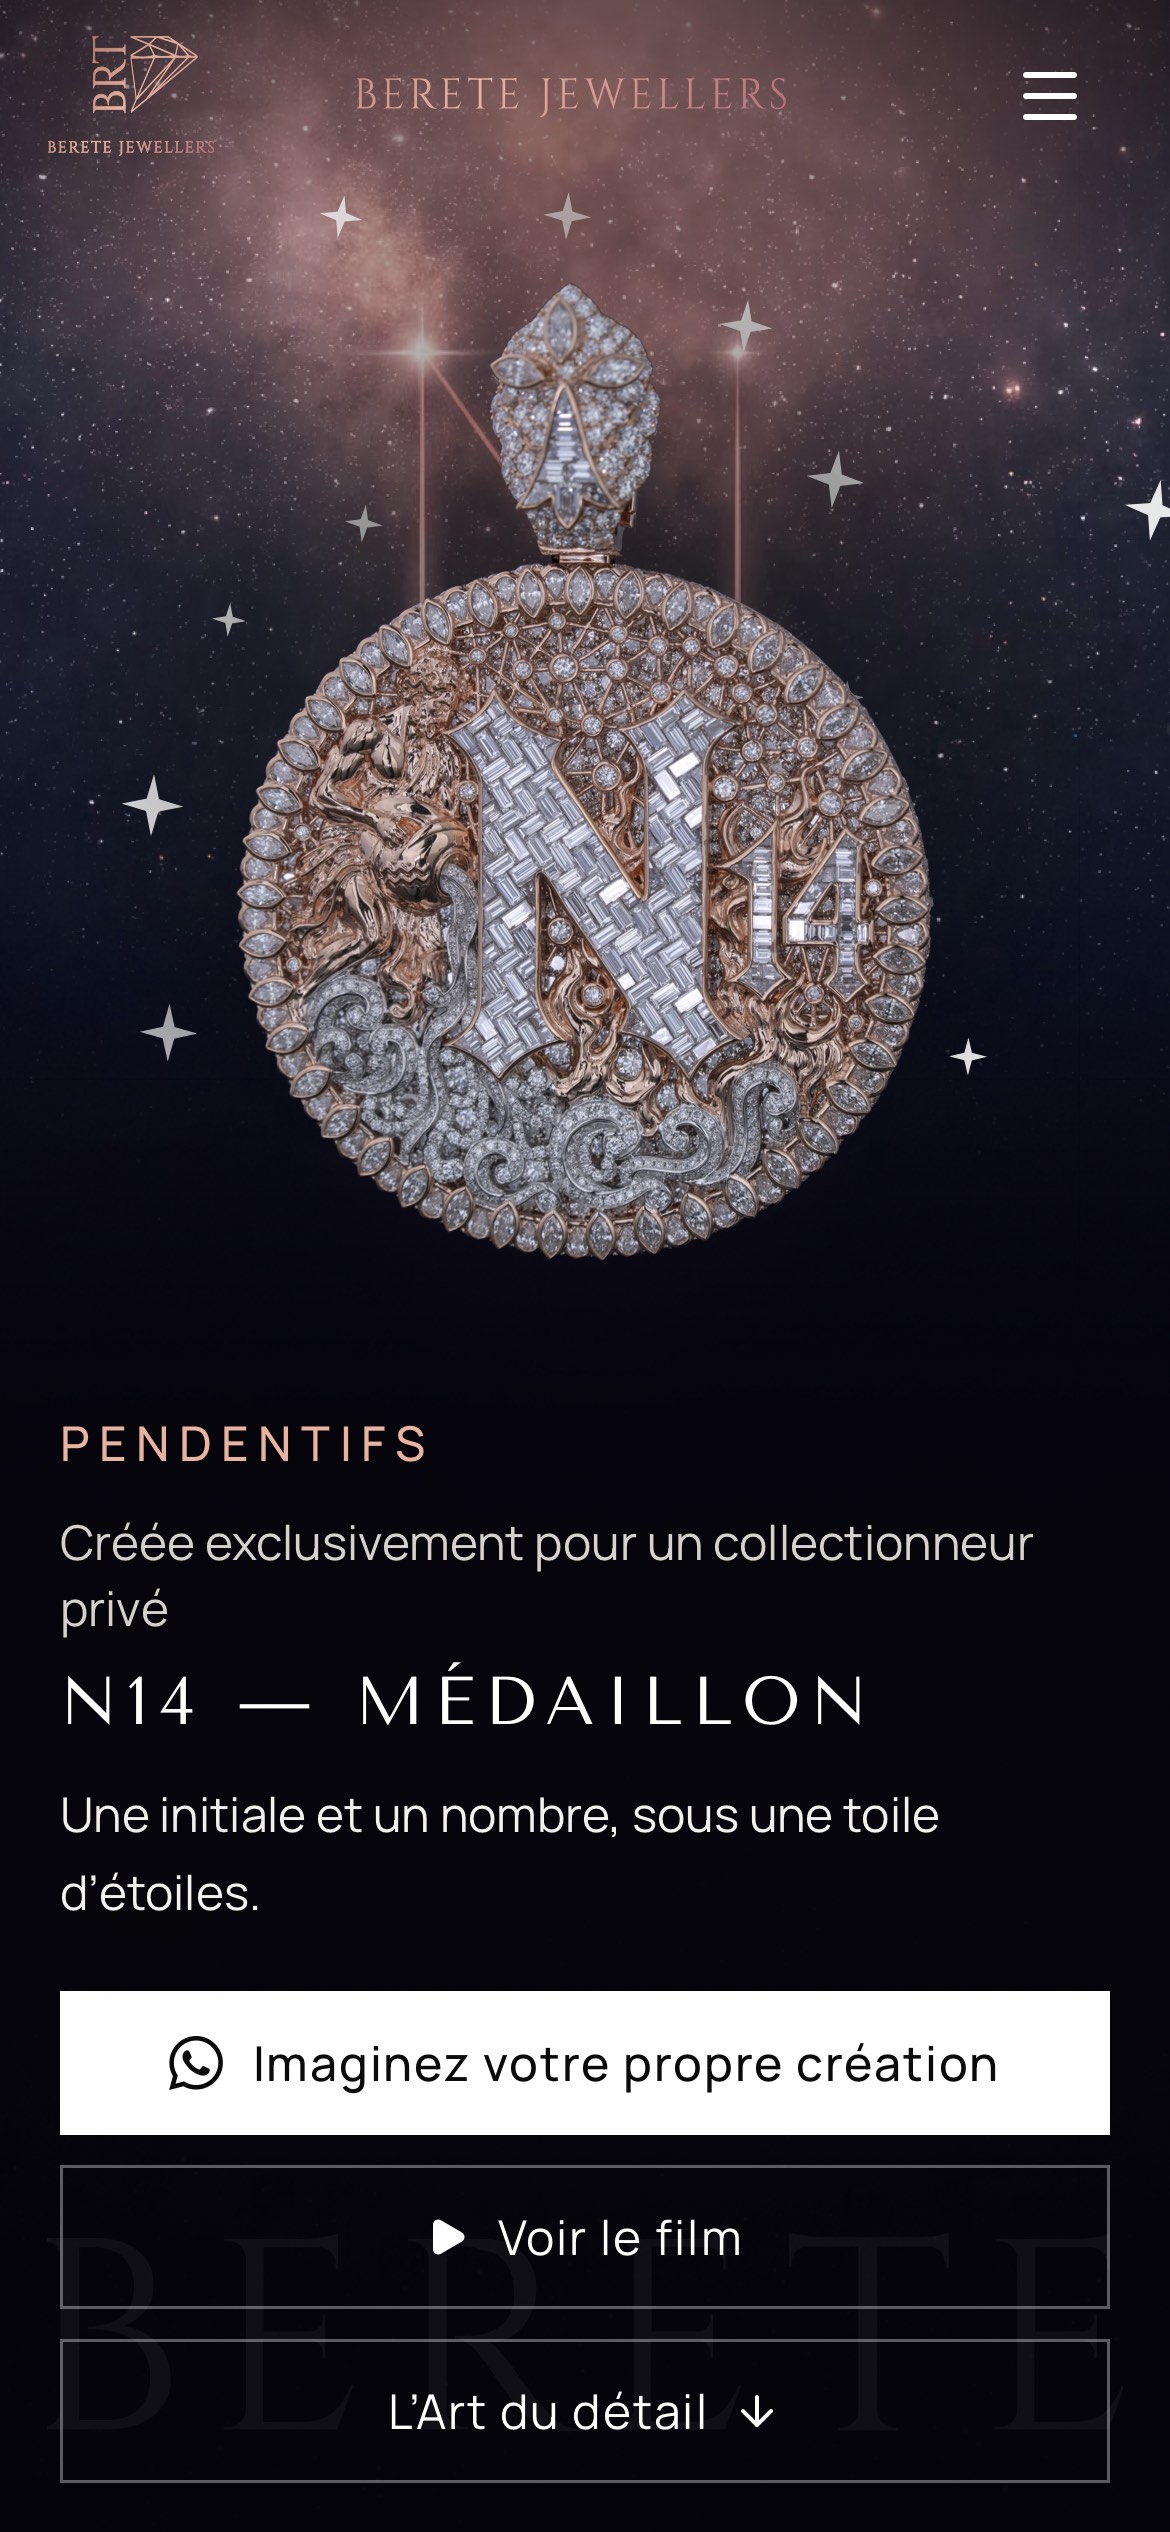 BRT
BERETE JEWELLERS
BERETE JEWELLERS
N
14
PENDENTIFS
Créée exclusivement pour un collectionneur
privé
N14 — MÉDAILLON
Une initiale et un nombre, sous une toile
d’étoiles.
Imaginez votre propre création
Voir le film
L’Art du détail ↓
BERETE